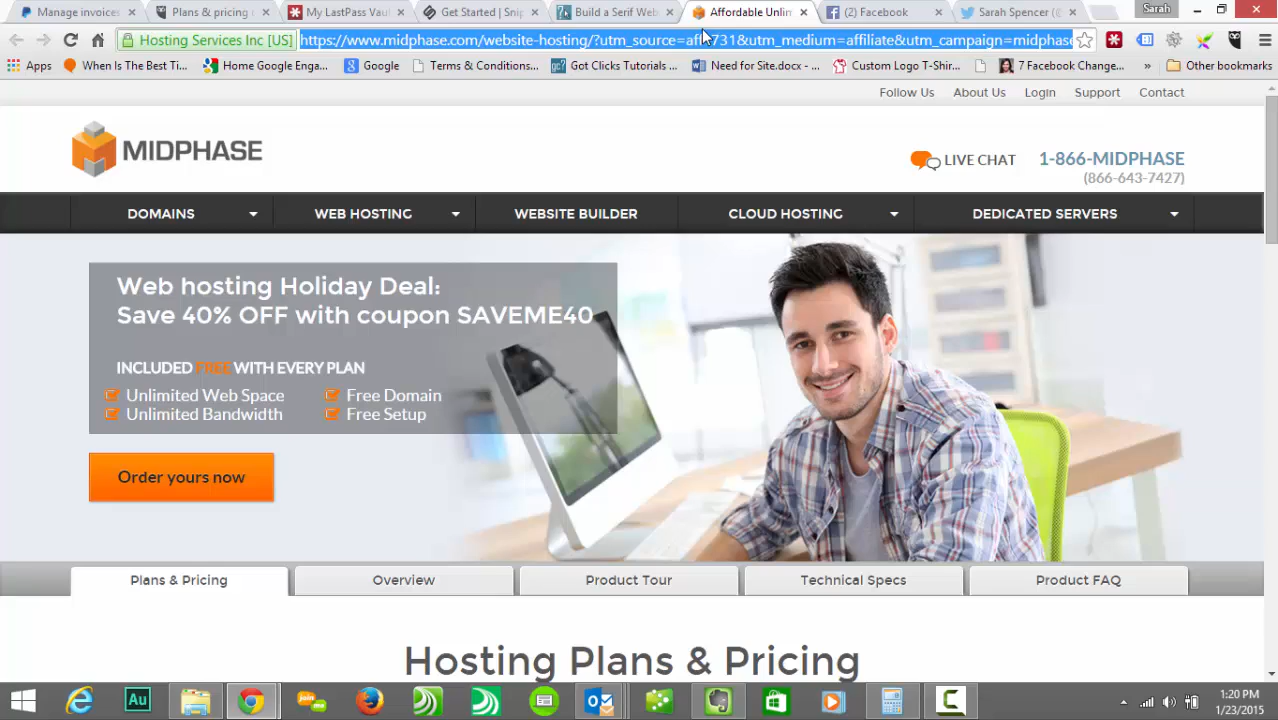 Manage invoices
Plans & pricing
My LastPass Vau
Get Started | Snip
Build a Serif Web
Affordable Unlim
(2) Facebook
Sarah Spencer (@
Sarah
Hosting Services Inc [US]
https://www.midphase.com/website-hosting/?utm_source=aff 731&utm_medium=affiliate&utm_campaign=midphase
Apps
When Is The Best Ti...
Home Google Enga...
Google
Terms & Conditions...
Got Clicks Tutorials ...
Need for Site.docx - ...
Custom Logo T-Shir...
7 Facebook Change...
»
Other bookmarks
Follow Us
About Us
Login
Support
Contact
MIDPHASE
LIVE CHAT
1-866-MIDPHASE
(866-643-7427)
DOMAINS
WEB HOSTING
WEBSITE BUILDER
CLOUD HOSTING
DEDICATED SERVERS
Web hosting Holiday Deal:
Save 40% OFF with coupon SAVEME40
INCLUDED FREE WITH EVERY PLAN
Unlimited Web Space
Free Domain
Unlimited Bandwidth
Free Setup
Order yours now
Plans & Pricing
Overview
Product Tour
Technical Specs
Product FAQ
Hosting Plans & Pricing
Au
join.me
1:20 PM
1/23/2015